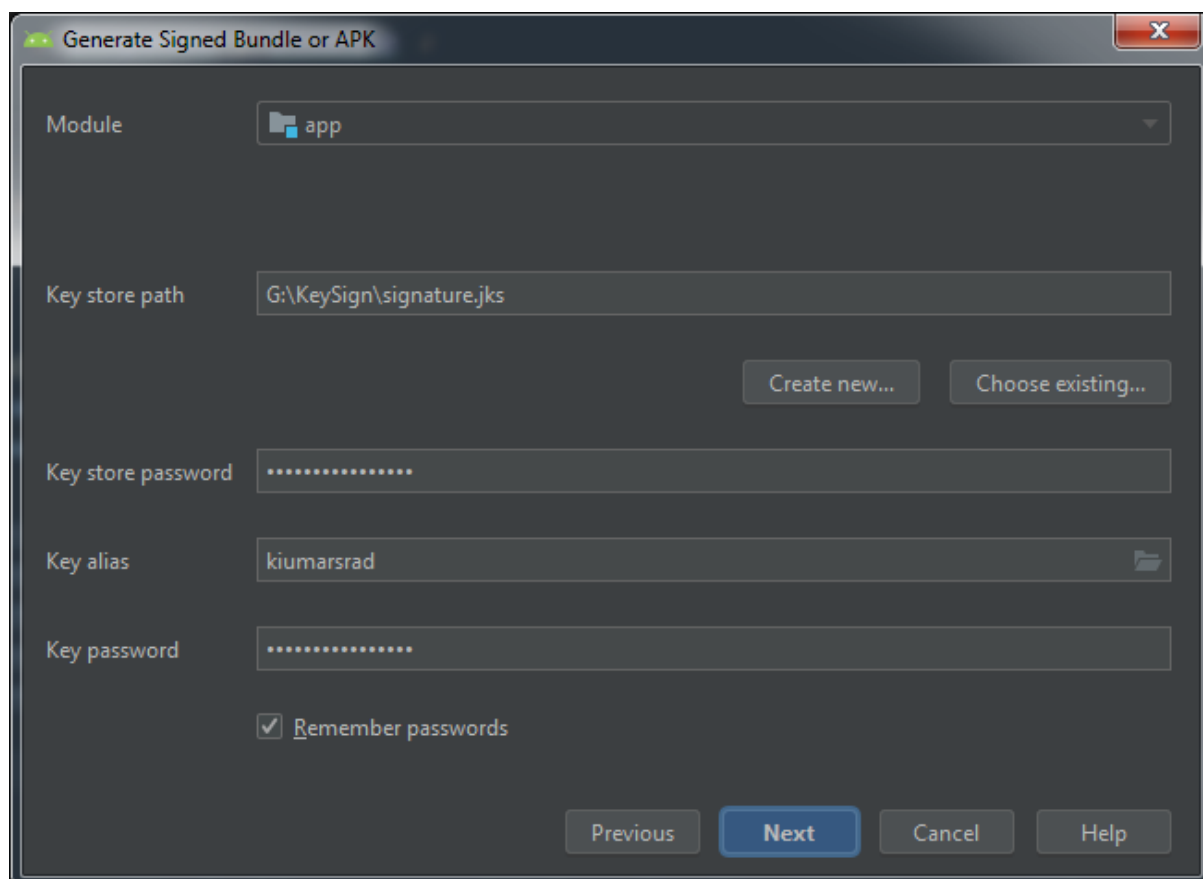 Generate Signed Bundle or APK
Module app
Key store path G:\KeySign\signature.jks
Create new... Choose existing...
Key store password ••••••••••••••••
Key alias kiumarsrad
Key password ••••••••••••••••
Remember passwords
Previous Next Cancel Help